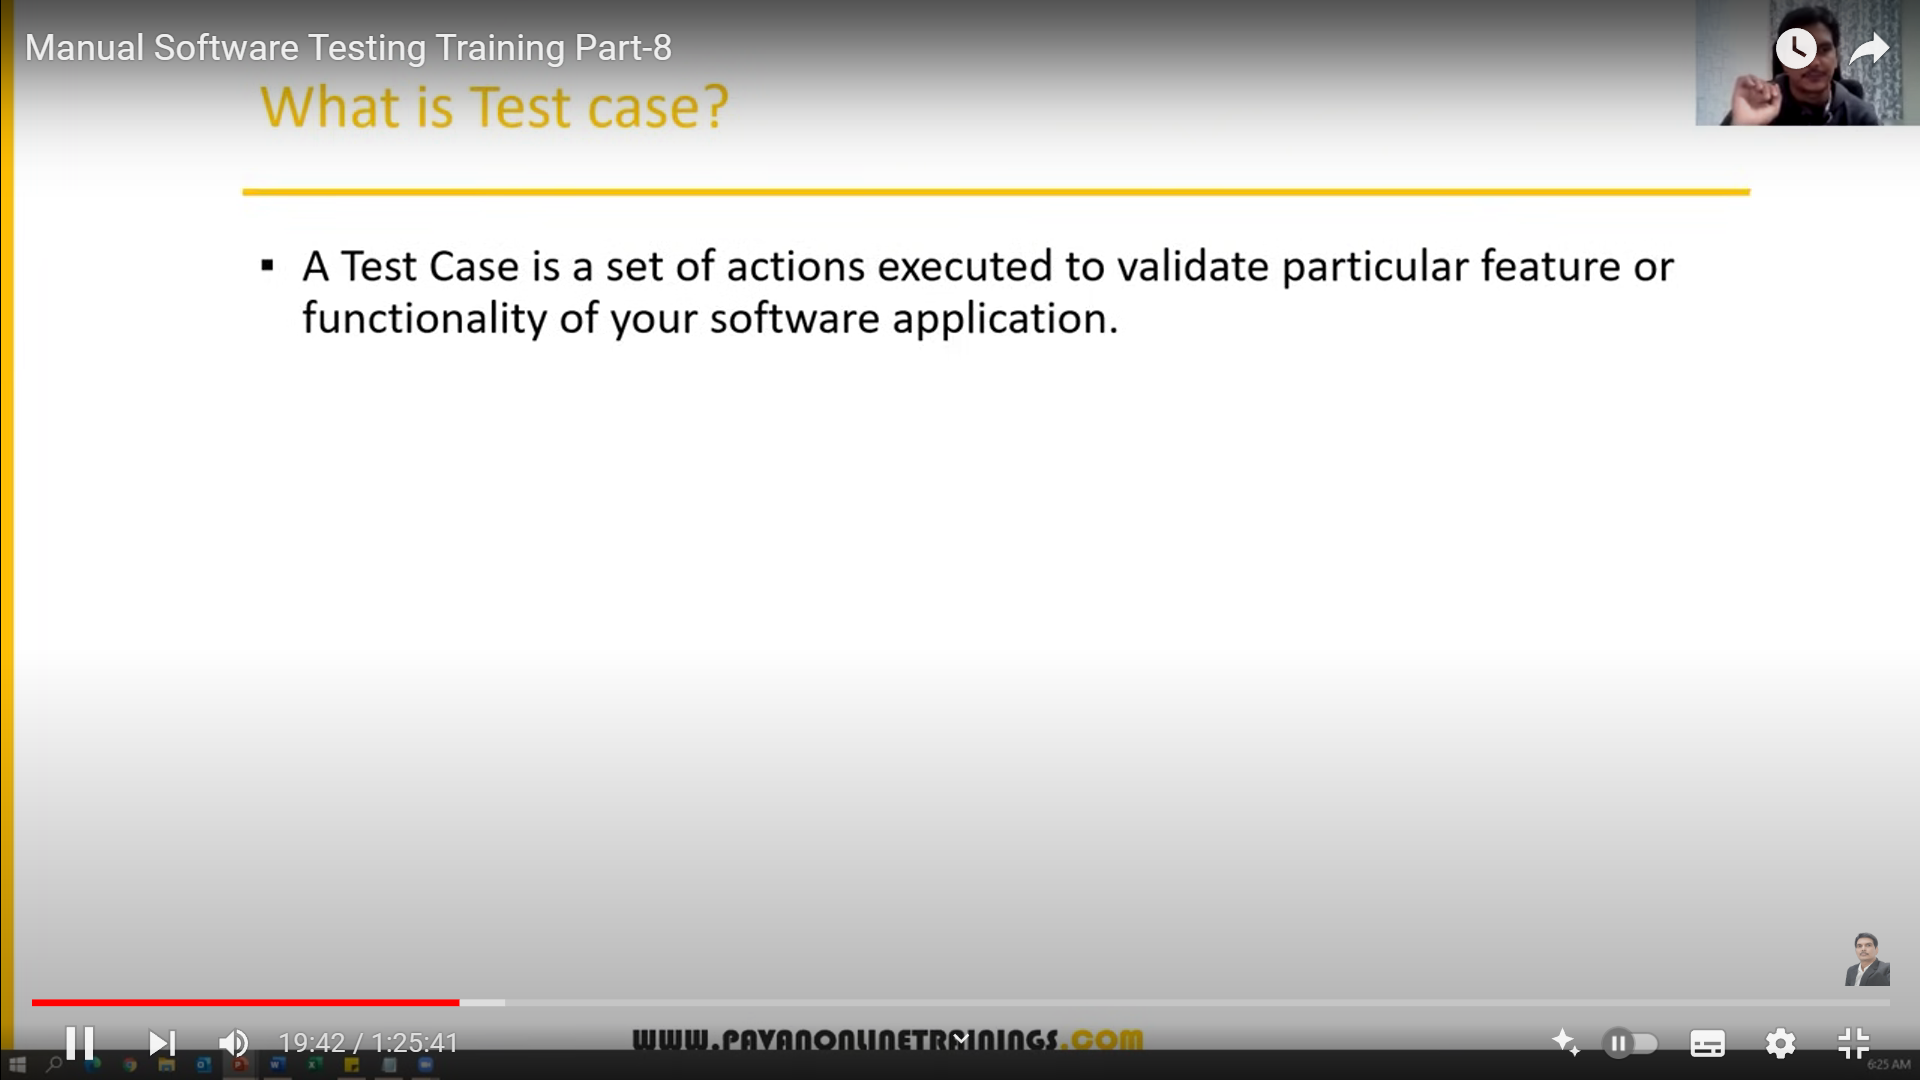 Manual Software Testing Training Part-8
What is Test case?
▪ A Test Case is a set of actions executed to validate particular feature or
functionality of your software application.
19:42 / 1:25:41
WWW.PAVANONLINETRAININGS.COM
6:25 AM